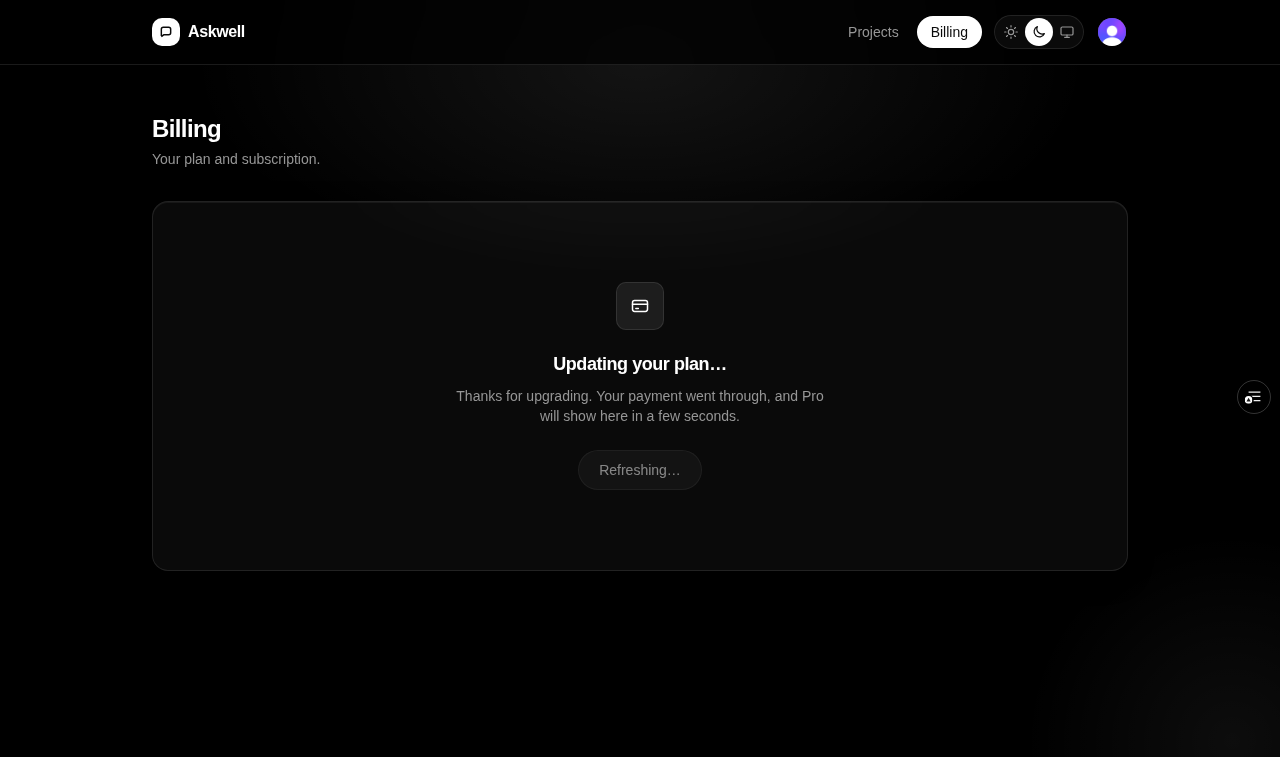 Askwell
Projects
Billing
Billing
Your plan and subscription.
Updating your plan…
Thanks for upgrading. Your payment went through, and Pro
will show here in a few seconds.
Refreshing…